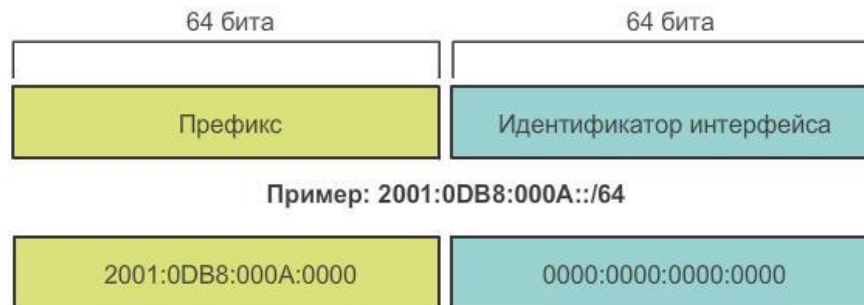 64 бита 64 бита
Префикс Идентификатор интерфейса
Пример: 2001:0DB8:000A::/64
2001:0DB8:000A:0000 0000:0000:0000:0000